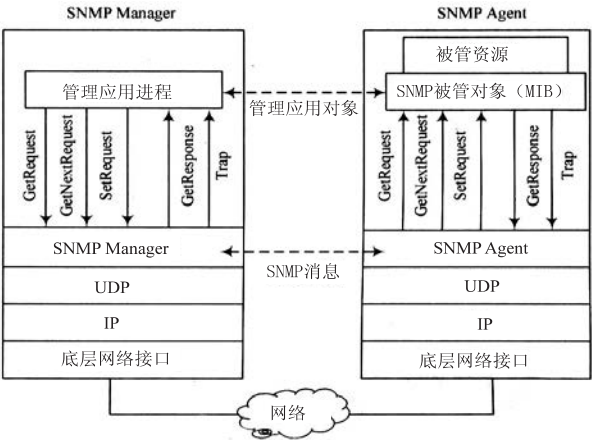 SNMP Manager
SNMP Agent
管理应用进程
被管资源
SNMP被管对象（MIB）
管理应用对象
GetRequest
GetNextRequest
SetRequest
GetResponse
Trap
GetRequest
GetNextRequest
SetRequest
GetResponse
Trap
SNMP Manager
SNMP Agent
SNMP消息
UDP
UDP
IP
IP
底层网络接口
底层网络接口
网络